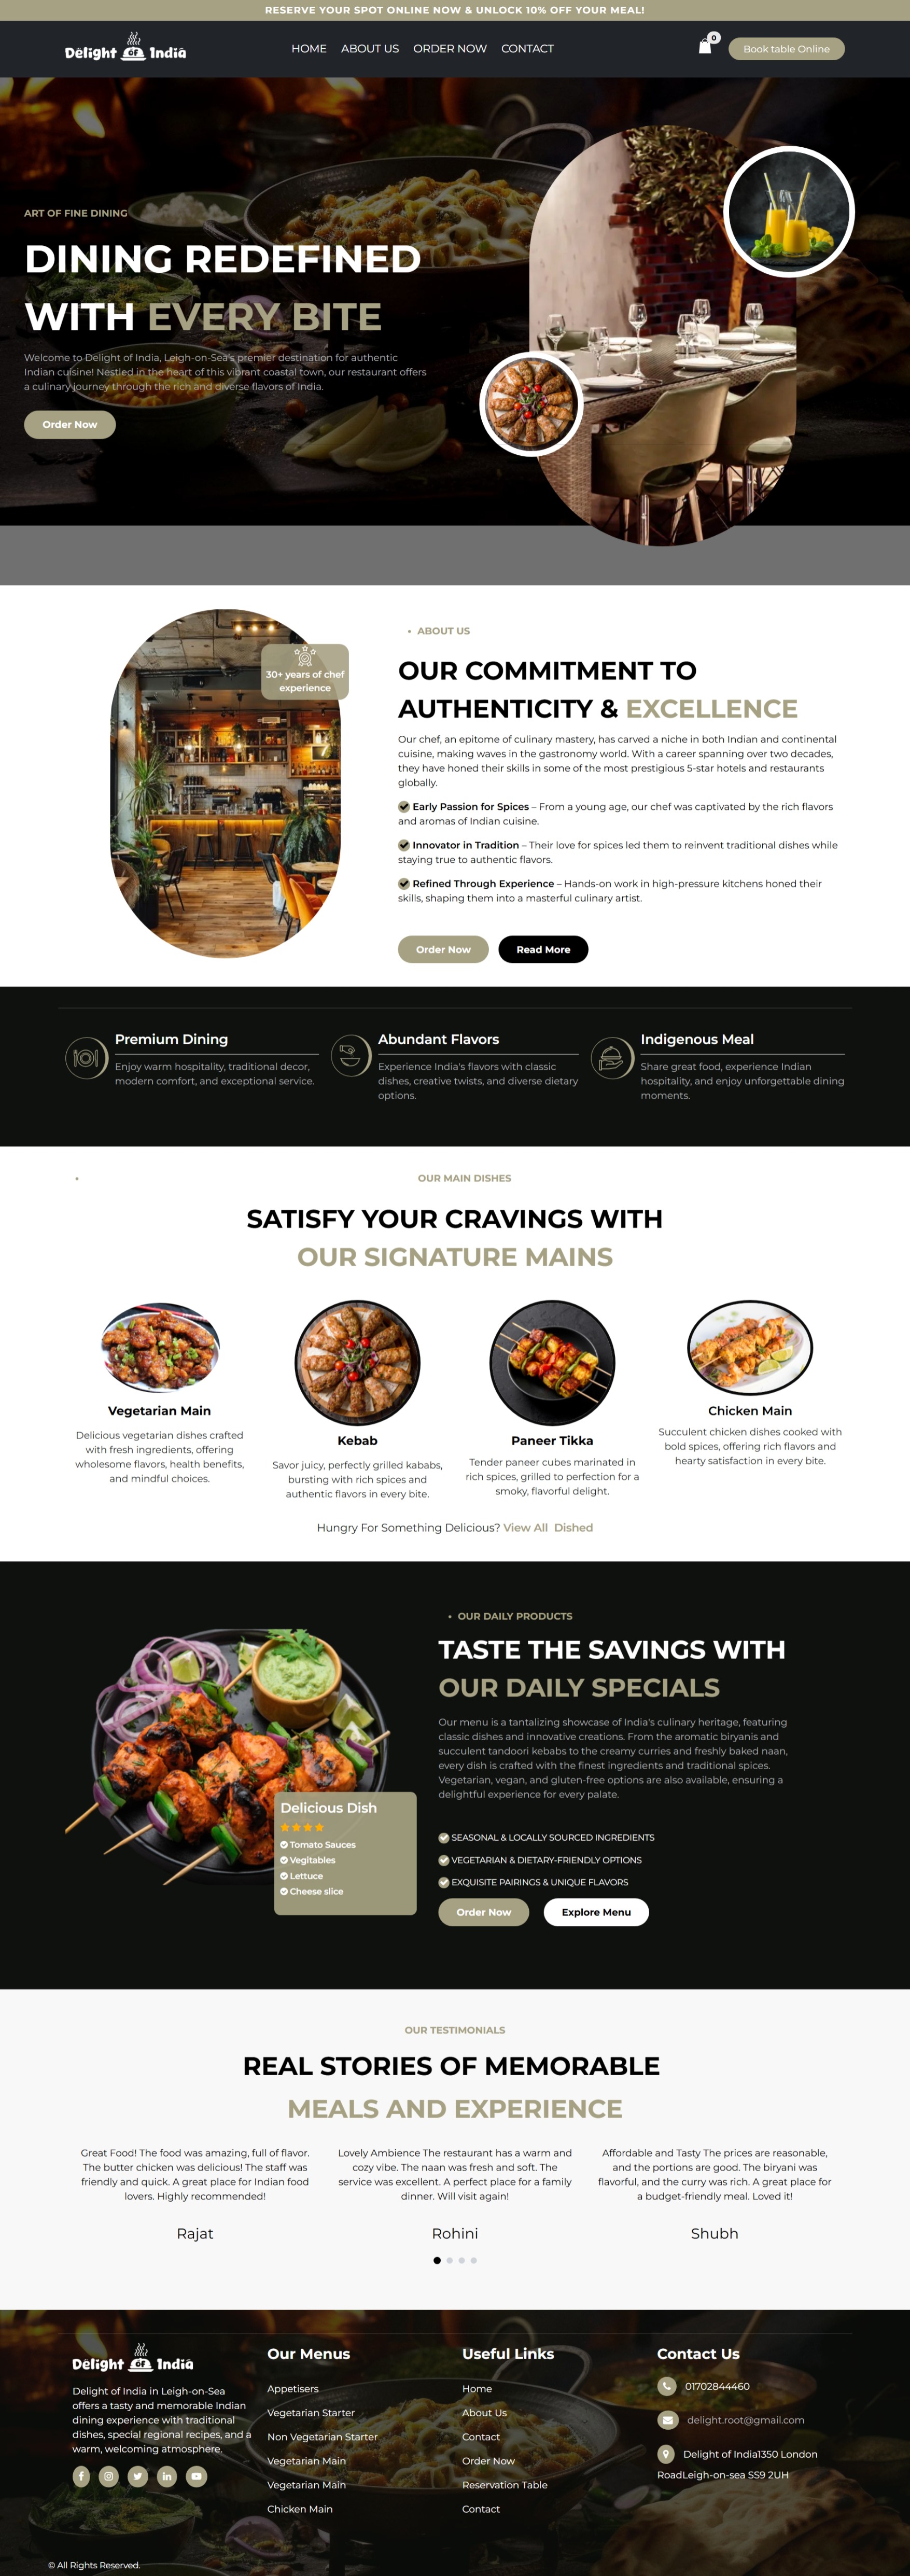 RESERVE YOUR SPOT ONLINE NOW & UNLOCK 10% OFF YOUR MEAL!
Delight OF India
HOME ABOUT US ORDER NOW CONTACT
0
Book table Online
ART OF FINE DINING
DINING REDEFINED
WITH EVERY BITE
Welcome to Delight of India, Leigh-on-Sea's premier destination for authentic
Indian cuisine! Nestled in the heart of this vibrant coastal town, our restaurant offers
a culinary journey through the rich and diverse flavors of India.
Order Now
30+ years of chef
experience
• ABOUT US
OUR COMMITMENT TO
AUTHENTICITY & EXCELLENCE
Our chef, an epitome of culinary mastery, has carved a niche in both Indian and continental
cuisine, making waves in the gastronomy world. With a career spanning over two decades,
they have honed their skills in some of the most prestigious 5-star hotels and restaurants
globally.
Early Passion for Spices – From a young age, our chef was captivated by the rich flavors
and aromas of Indian cuisine.
Innovator in Tradition – Their love for spices led them to reinvent traditional dishes while
staying true to authentic flavors.
Refined Through Experience – Hands-on work in high-pressure kitchens honed their
skills, shaping them into a masterful culinary artist.
Order Now
Read More
Premium Dining
Enjoy warm hospitality, traditional decor,
modern comfort, and exceptional service.
Abundant Flavors
Experience India's flavors with classic
dishes, creative twists, and diverse dietary
options.
Indigenous Meal
Share great food, experience Indian
hospitality, and enjoy unforgettable dining
moments.
• OUR MAIN DISHES
SATISFY YOUR CRAVINGS WITH
OUR SIGNATURE MAINS
Vegetarian Main
Delicious vegetarian dishes crafted
with fresh ingredients, offering
wholesome flavors, health benefits,
and mindful choices.
Kebab
Savor juicy, perfectly grilled kababs,
bursting with rich spices and
authentic flavors in every bite.
Paneer Tikka
Tender paneer cubes marinated in
rich spices, grilled to perfection for a
smoky, flavorful delight.
Chicken Main
Succulent chicken dishes cooked with
bold spices, offering rich flavors and
hearty satisfaction in every bite.
Hungry For Something Delicious? View All Dished
Delicious Dish
Tomato Sauces
Vegitables
Lettuce
Cheese slice
• OUR DAILY PRODUCTS
TASTE THE SAVINGS WITH
OUR DAILY SPECIALS
Our menu is a tantalizing showcase of India's culinary heritage, featuring
classic dishes and innovative creations. From the aromatic biryanis and
succulent tandoori kebabs to the creamy curries and freshly baked naan,
every dish is crafted with the finest ingredients and traditional spices.
Vegetarian, vegan, and gluten-free options are also available, ensuring a
delightful experience for every palate.
SEASONAL & LOCALLY SOURCED INGREDIENTS
VEGETARIAN & DIETARY-FRIENDLY OPTIONS
EXQUISITE PAIRINGS & UNIQUE FLAVORS
Order Now
Explore Menu
OUR TESTIMONIALS
REAL STORIES OF MEMORABLE
MEALS AND EXPERIENCE
Great Food! The food was amazing, full of flavor.
The butter chicken was delicious! The staff was
friendly and quick. A great place for Indian food
lovers. Highly recommended!
Rajat
Lovely Ambience The restaurant has a warm and
cozy vibe. The naan was fresh and soft. The
service was excellent. A perfect place for a family
dinner. Will visit again!
Rohini
Affordable and Tasty The prices are reasonable,
and the portions are good. The biryani was
flavorful, and the curry was rich. A great place for
a budget-friendly meal. Loved it!
Shubh
Delight OF India
Delight of India in Leigh-on-Sea
offers a tasty and memorable Indian
dining experience with traditional
dishes, special regional recipes, and a
warm, welcoming atmosphere.
Our Menus
Appetisers
Vegetarian Starter
Non Vegetarian Starter
Vegetarian Main
Vegetarian Main
Chicken Main
Useful Links
Home
About Us
Contact
Order Now
Reservation Table
Contact
Contact Us
01702844460
delight.root@gmail.com
Delight of India1350 London
RoadLeigh-on-sea SS9 2UH
© All Rights Reserved.